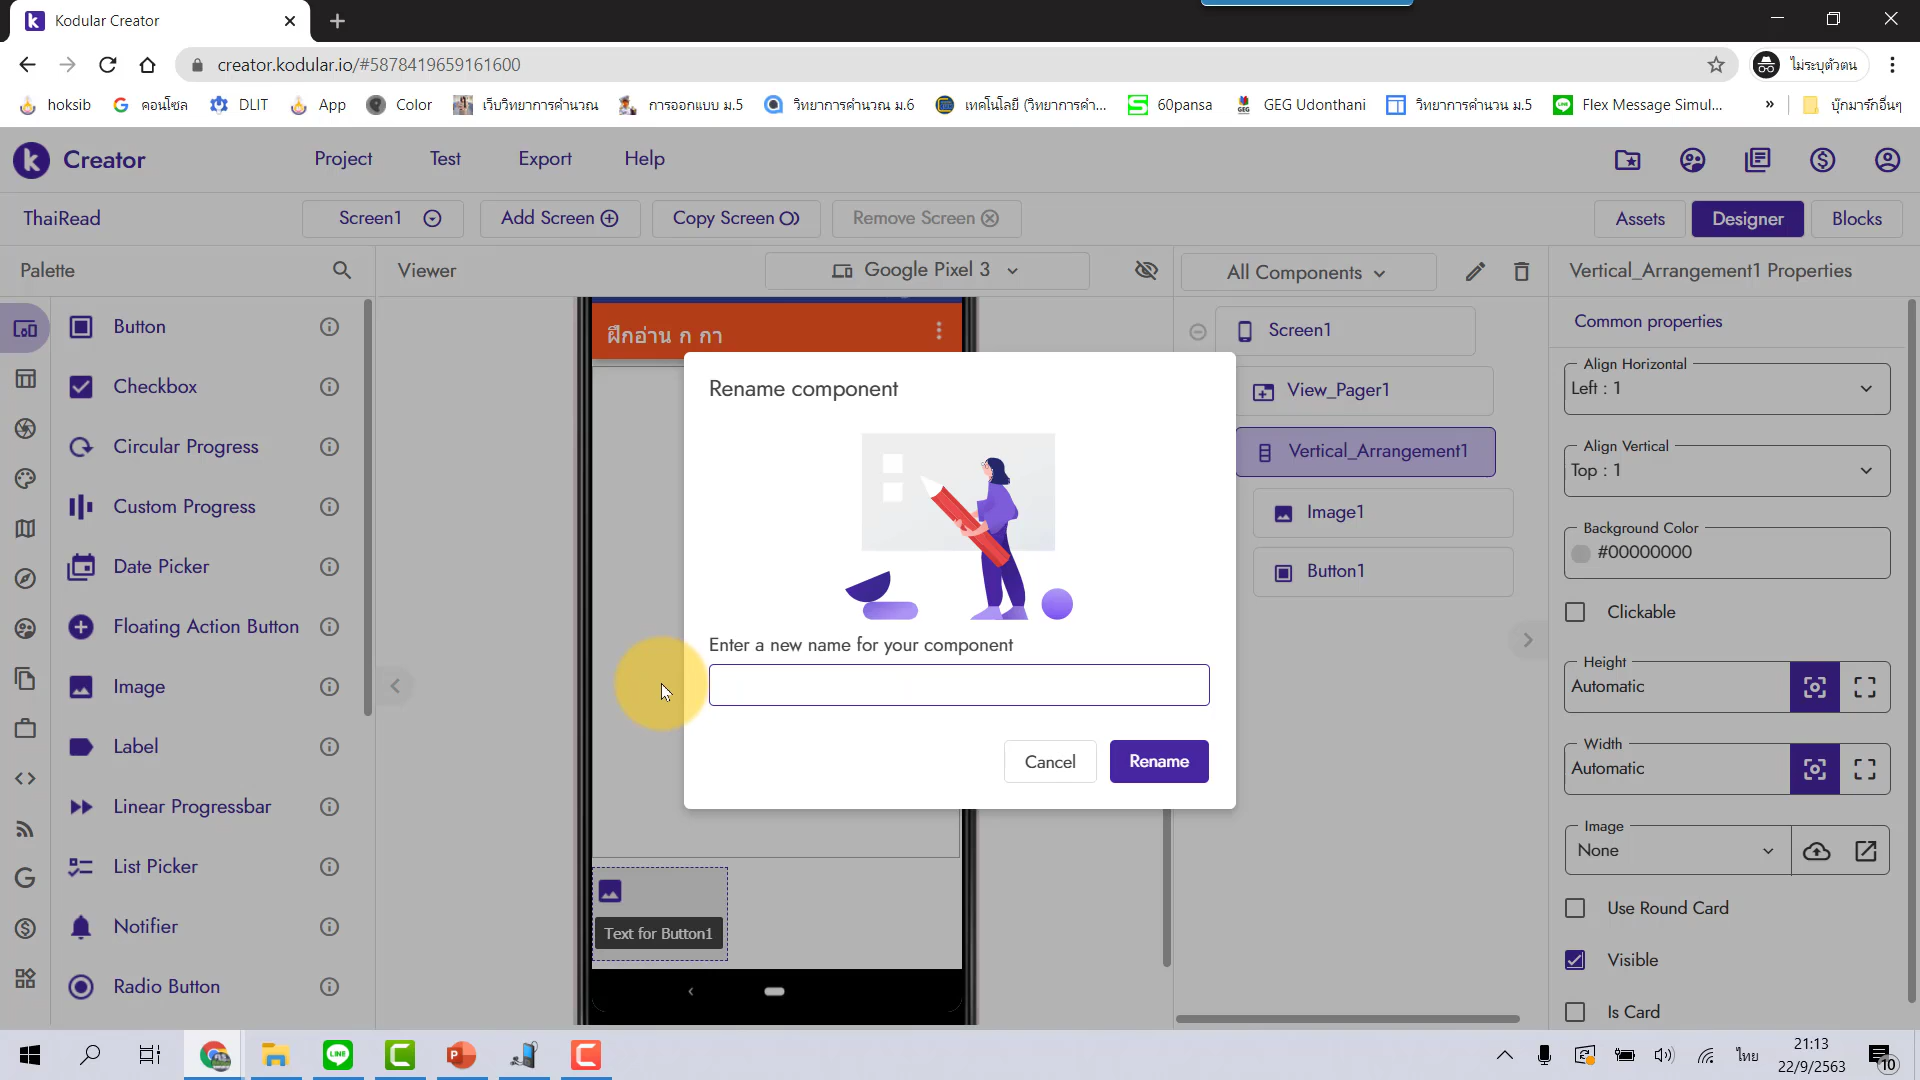 Kodular Creator
creator.kodular.io/#5878419659161600
ไม่ระบุตัวตน
hoksib
คอนโซล
DLIT
App
Color
เว็บวิทยาการคำนวณ
การออกแบบ ม.5
วิทยาการคำนวณ ม.6
เทคโนโลยี (วิทยาการคำ...
60pansa
GEG Udonthani
วิทยาการคำนวน ม.5
Flex Message Simul...
»
บุ๊กมาร์กอื่นๆ
Creator
Project
Test
Export
Help
ThaiRead
Screen1
Add Screen
Copy Screen
Remove Screen
Assets
Designer
Blocks
Palette
Viewer
Google Pixel 3
All Components
Vertical_Arrangement1 Properties
Button
Checkbox
Circular Progress
Custom Progress
Date Picker
Floating Action Button
Image
Label
Linear Progressbar
List Picker
Notifier
Radio Button
ฝึกอ่าน ก กา
Rename component
Enter a new name for your component
Cancel
Rename
Text for Button1
Screen1
View_Pager1
Vertical_Arrangement1
Image1
Button1
Common properties
Align Horizontal
Left : 1
Align Vertical
Top : 1
Background Color
#00000000
Clickable
Height
Automatic
Width
Automatic
Image
None
Use Round Card
Visible
Is Card
ไทย
21:13
22/9/2563
10